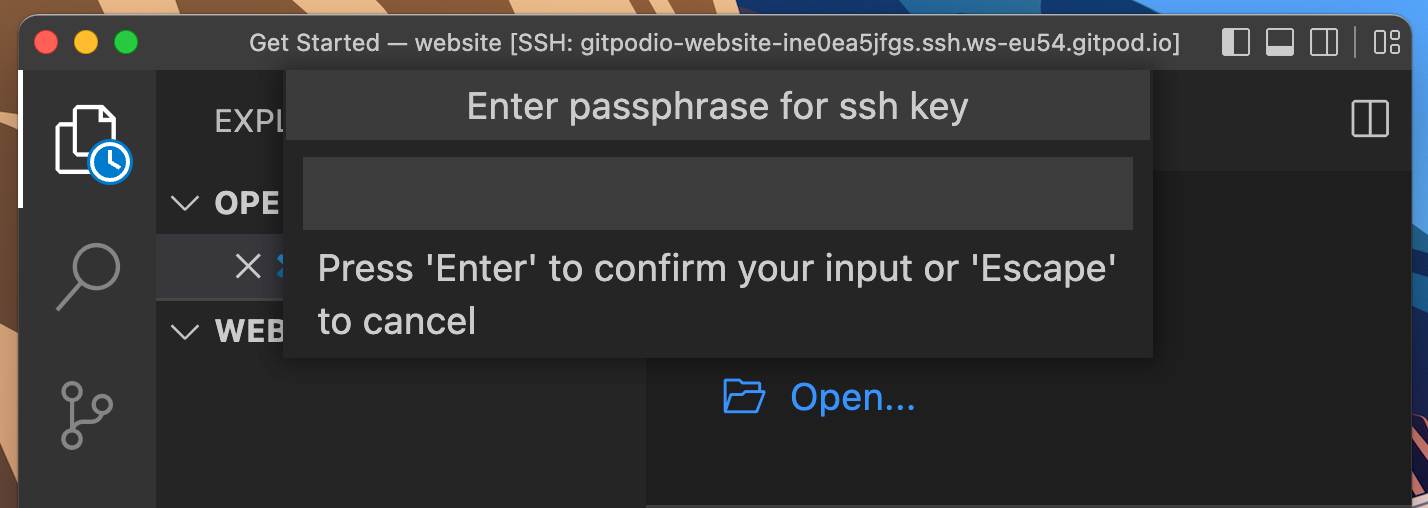 Get Started — website [SSH: gitpodio-website-ine0ea5jfgs.ssh.ws-eu54.gitpod.io]
Enter passphrase for ssh key
EXPL
OPE
Press 'Enter' to confirm your input or 'Escape'
to cancel
WEB
Open...